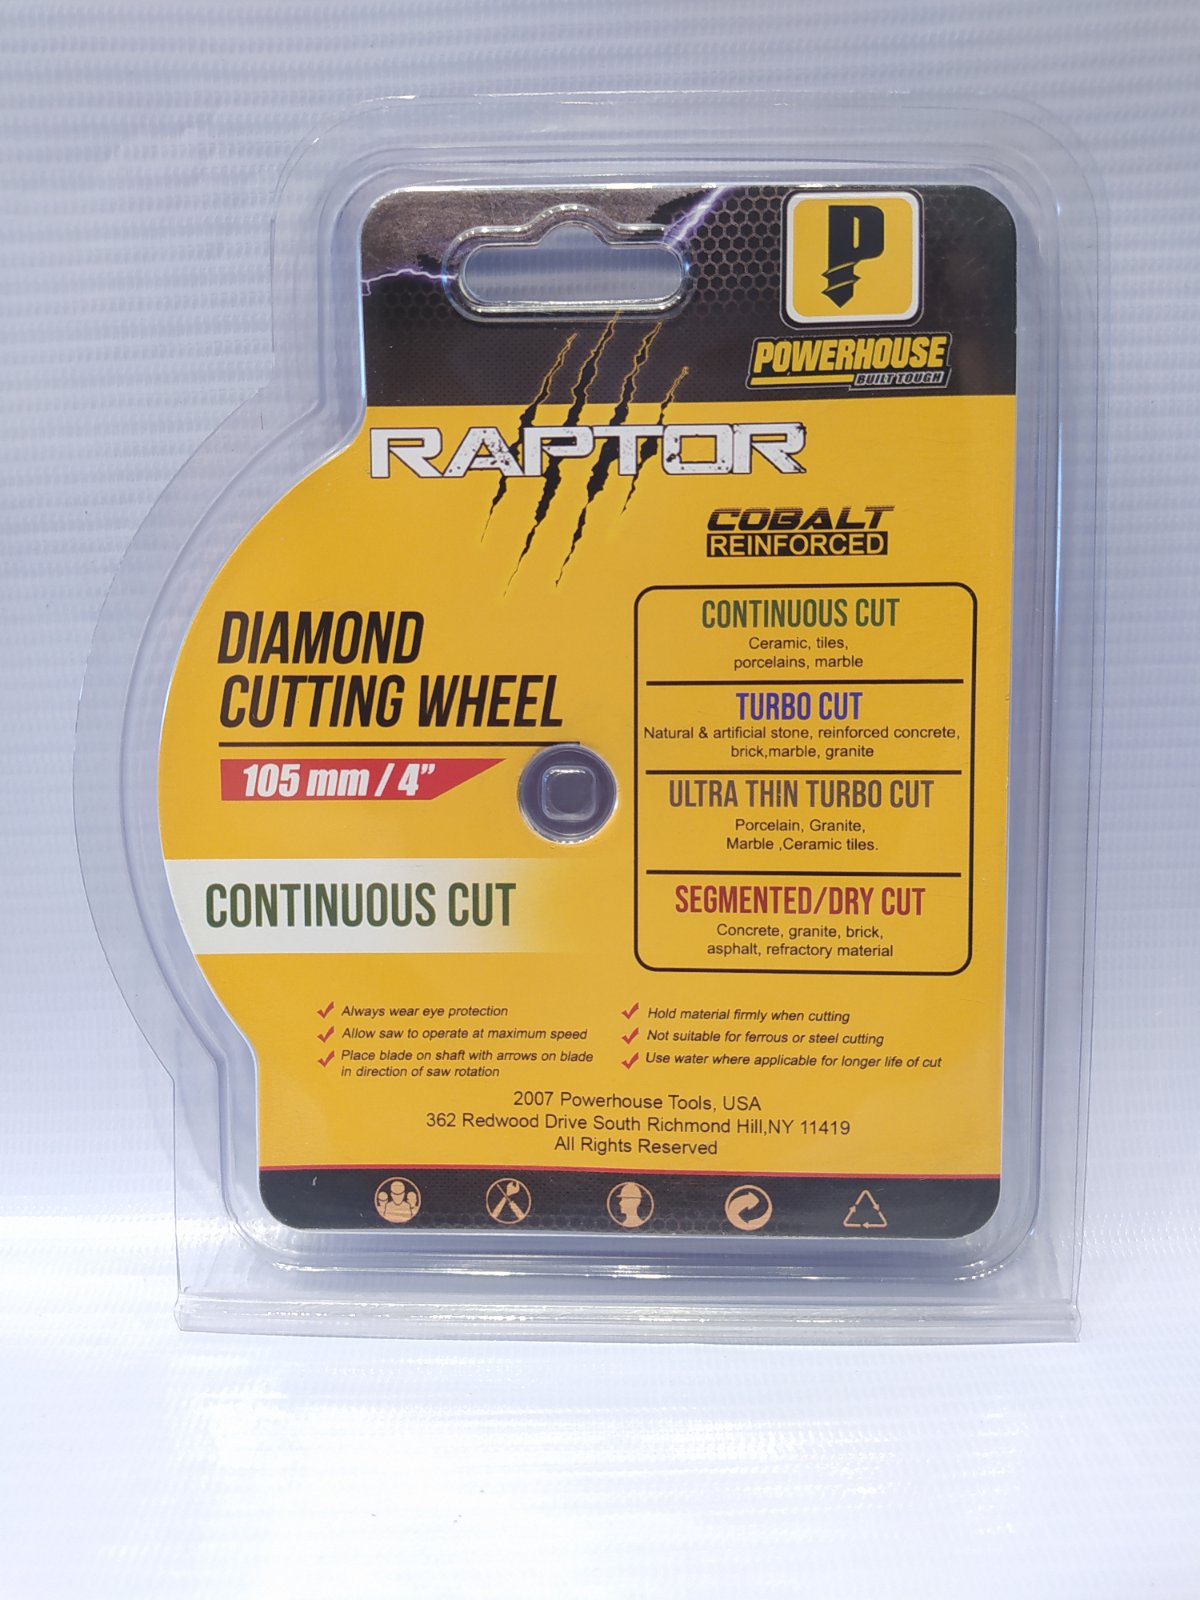 P
POWERHOUSE
BUILT TOUGH
RAPTOR
COBALT
REINFORCED
DIAMOND
CUTTING WHEEL
105 mm / 4”
CONTINUOUS CUT
CONTINUOUS CUT
Ceramic, tiles,
porcelains, marble
TURBO CUT
Natural & artificial stone, reinforced concrete,
brick,marble, granite
ULTRA THIN TURBO CUT
Porcelain, Granite,
Marble ,Ceramic tiles.
SEGMENTED/DRY CUT
Concrete, granite, brick,
asphalt, refractory material
Always wear eye protection
Allow saw to operate at maximum speed
Place blade on shaft with arrows on blade
in direction of saw rotation
Hold material firmly when cutting
Not suitable for ferrous or steel cutting
Use water where applicable for longer life of cut
2007 Powerhouse Tools, USA
362 Redwood Drive South Richmond Hill,NY 11419
All Rights Reserved